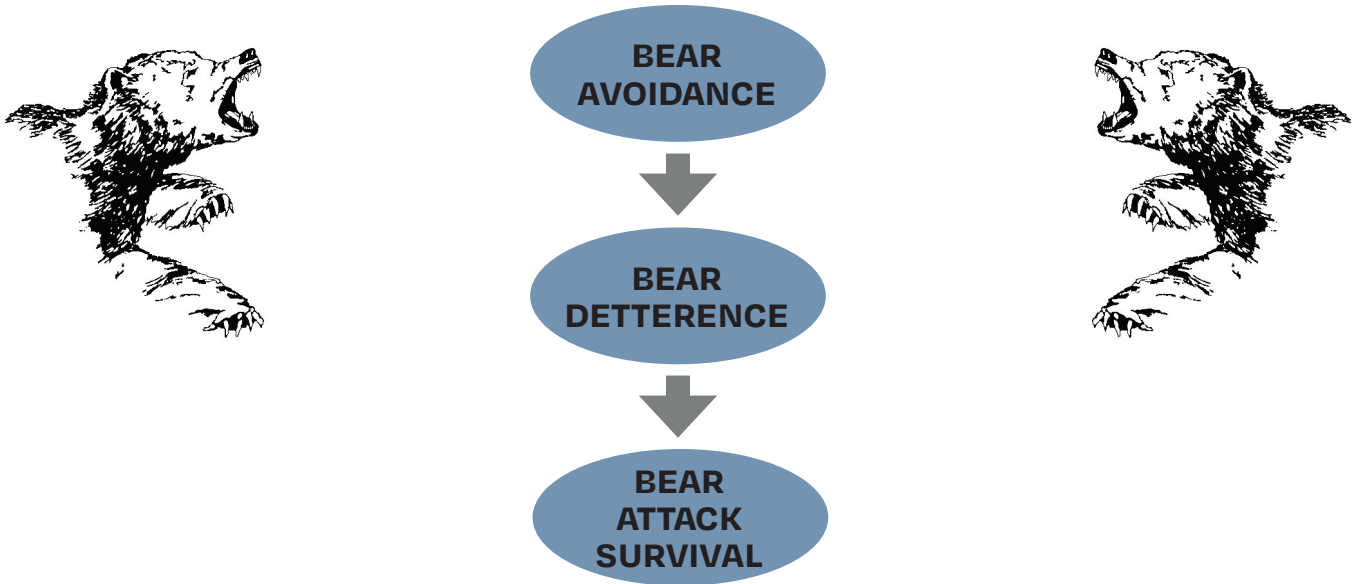 BEAR
AVOIDANCE
BEAR
DETTERENCE
BEAR
ATTACK
SURVIVAL